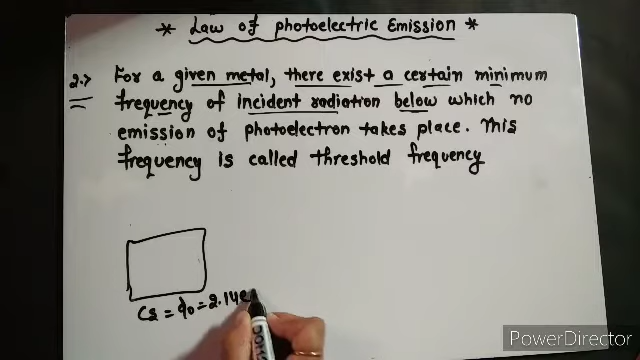 * Law of photoelectric Emission *
2.> For a given metal, there exist a certain minimum
frequency of incident radiation below which no
emission of photoelectron takes place. This
frequency is called threshold frequency
Cs = ϕ0 = 2.14e
PowerDirector